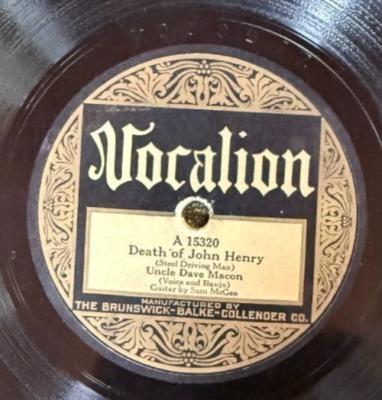 Vocalion
A 15320
Death of John Henry
(Steel Driving Man)
Uncle Dave Macon
(Voice and Banjo)
Guitar by Sam McGee
MANUFACTURED BY
THE BRUNSWICK-BALKE-COLLENDER CO.